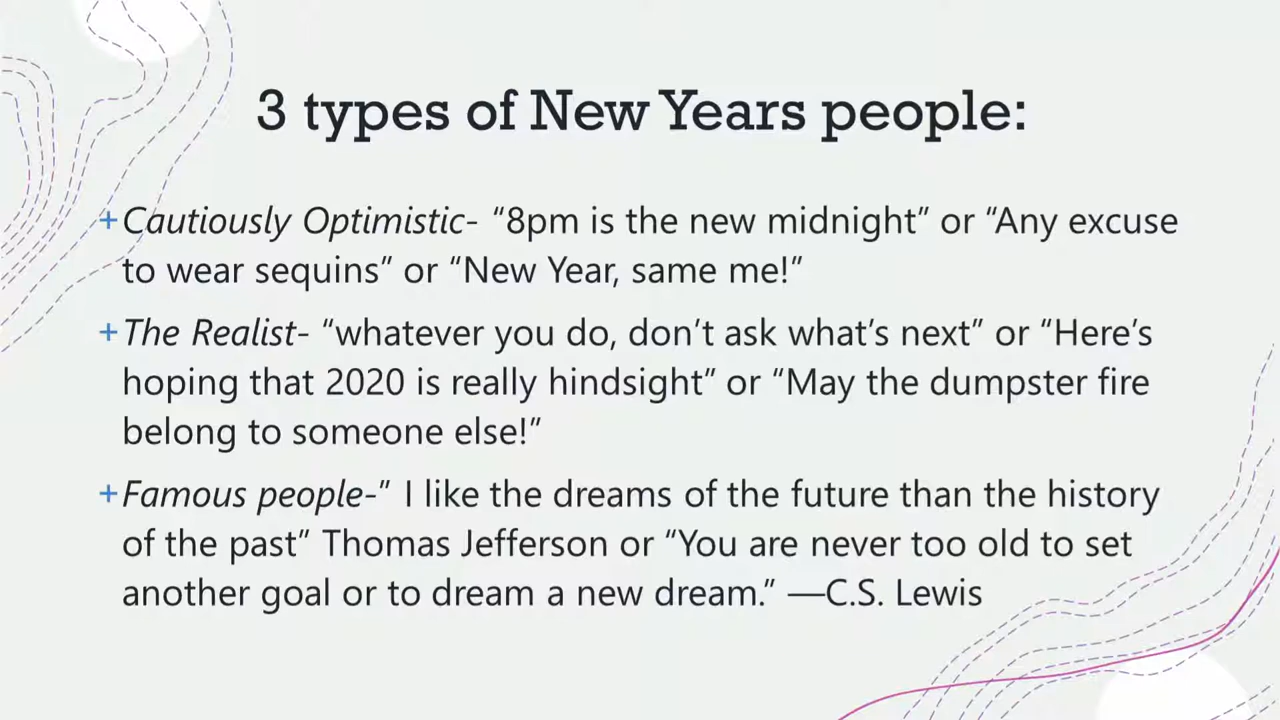 3 types of New Years people:
+Cautiously Optimistic- “8pm is the new midnight” or “Any excuse
to wear sequins” or “New Year, same me!”
+The Realist- “whatever you do, don’t ask what’s next” or “Here’s
hoping that 2020 is really hindsight” or “May the dumpster fire
belong to someone else!”
+Famous people-” I like the dreams of the future than the history
of the past” Thomas Jefferson or “You are never too old to set
another goal or to dream a new dream.” —C.S. Lewis